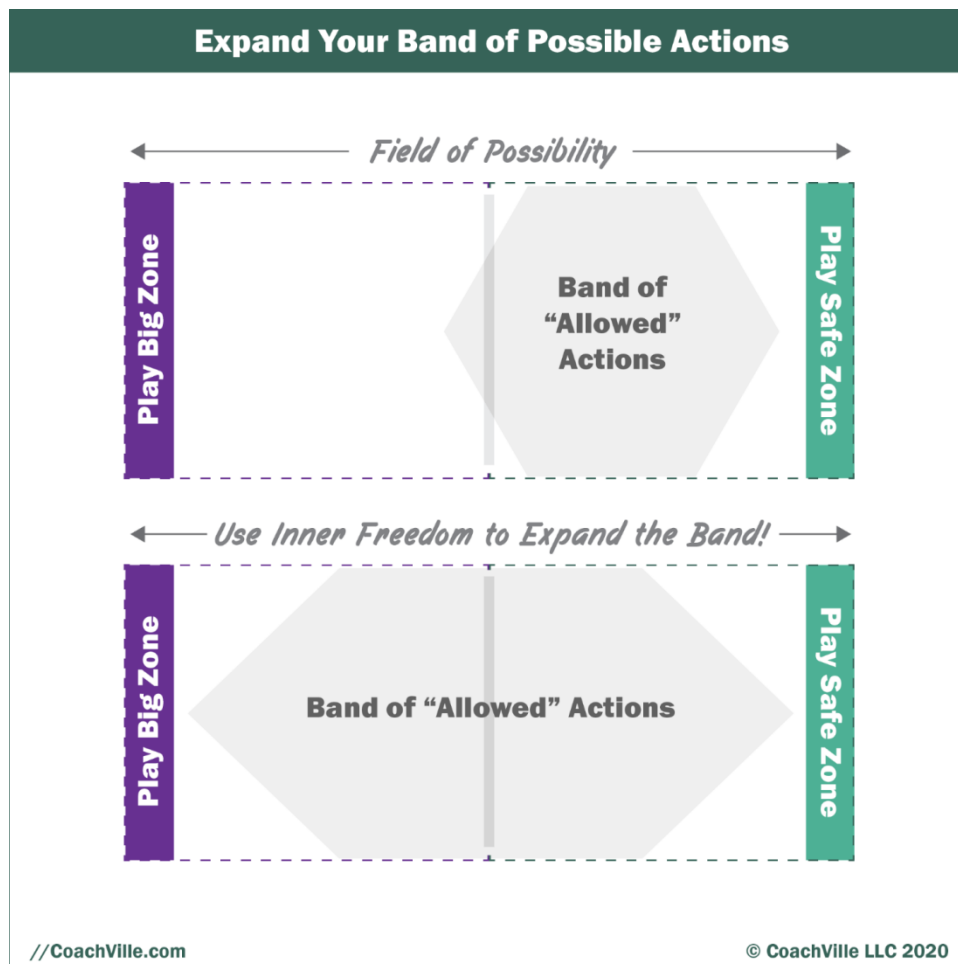 Expand Your Band of Possible Actions
Field of Possibility
Play Big Zone
Band of
“Allowed”
Actions
Play Safe Zone
Use Inner Freedom to Expand the Band!
Play Big Zone
Band of “Allowed” Actions
Play Safe Zone
//CoachVille.com
© CoachVille LLC 2020